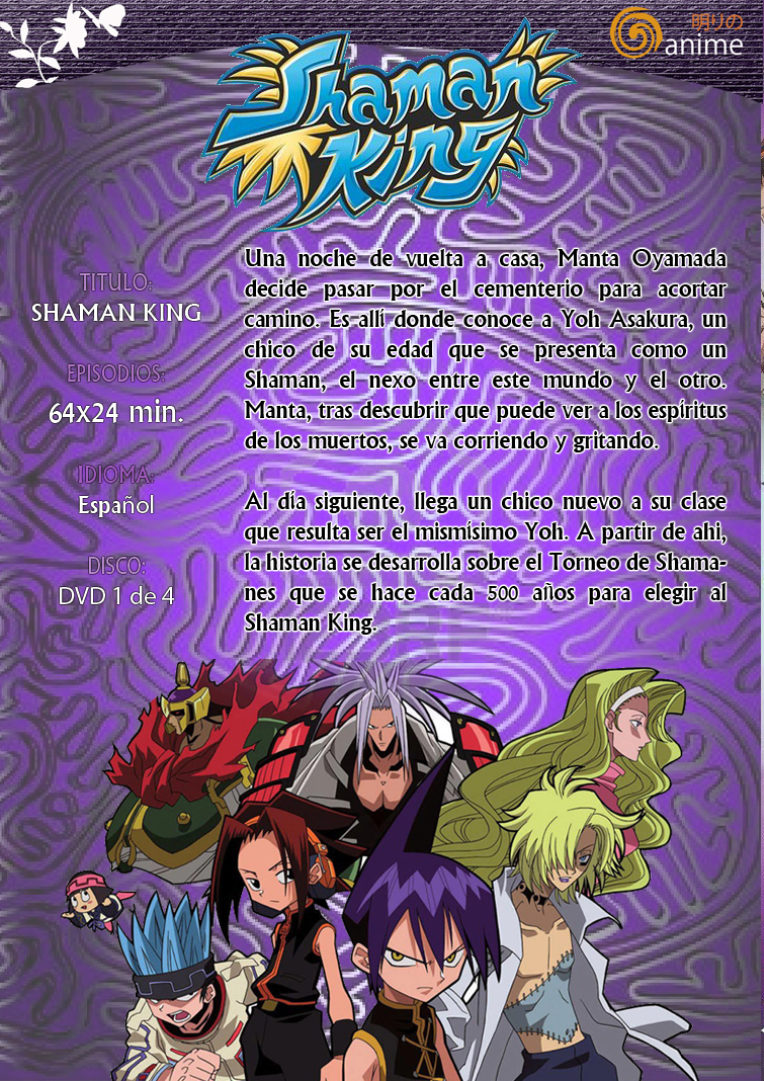 明りの
anime
Shaman
King
TITULO:
SHAMAN KING
EPISODIOS:
64x24 min.
IDIOMA:
Español
DISCO:
DVD 1 de 4
Una noche de vuelta a casa, Manta Oyamada
decide pasar por el cementerio para acortar
camino. Es allí donde conoce a Yoh Asakura, un
chico de su edad que se presenta como un
Shaman, el nexo entre este mundo y el otro.
Manta, tras descubrir que puede ver a los espíritus
de los muertos, se va corriendo y gritando.
Al día siguiente, llega un chico nuevo a su clase
que resulta ser el mismísimo Yoh. A partir de ahi,
la historia se desarrolla sobre el Torneo de Shama-
nes que se hace cada 500 años para elegir al
Shaman King.